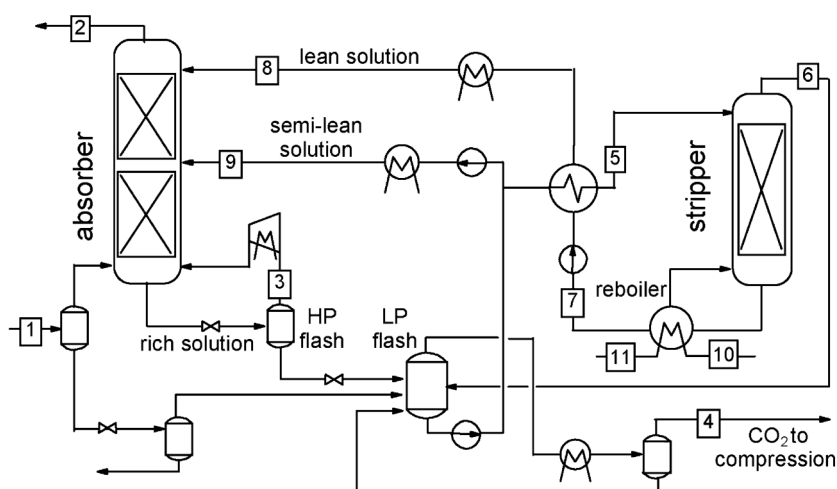 2
8
lean solution
6
semi-lean
solution
9
5
absorber
stripper
3
7
reboiler
1
rich solution
HP
flash
LP
flash
11
10
4
CO₂ to
compression